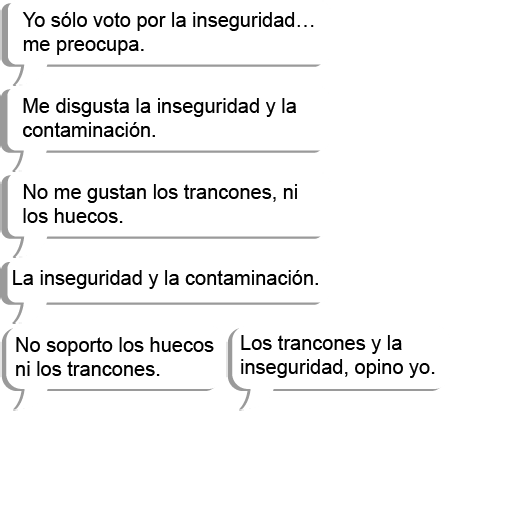 Yo sólo voto por la inseguridad…
me preocupa.
Me disgusta la inseguridad y la
contaminación.
No me gustan los trancones, ni
los huecos.
La inseguridad y la contaminación.
No soporto los huecos
ni los trancones.
Los trancones y la
inseguridad, opino yo.